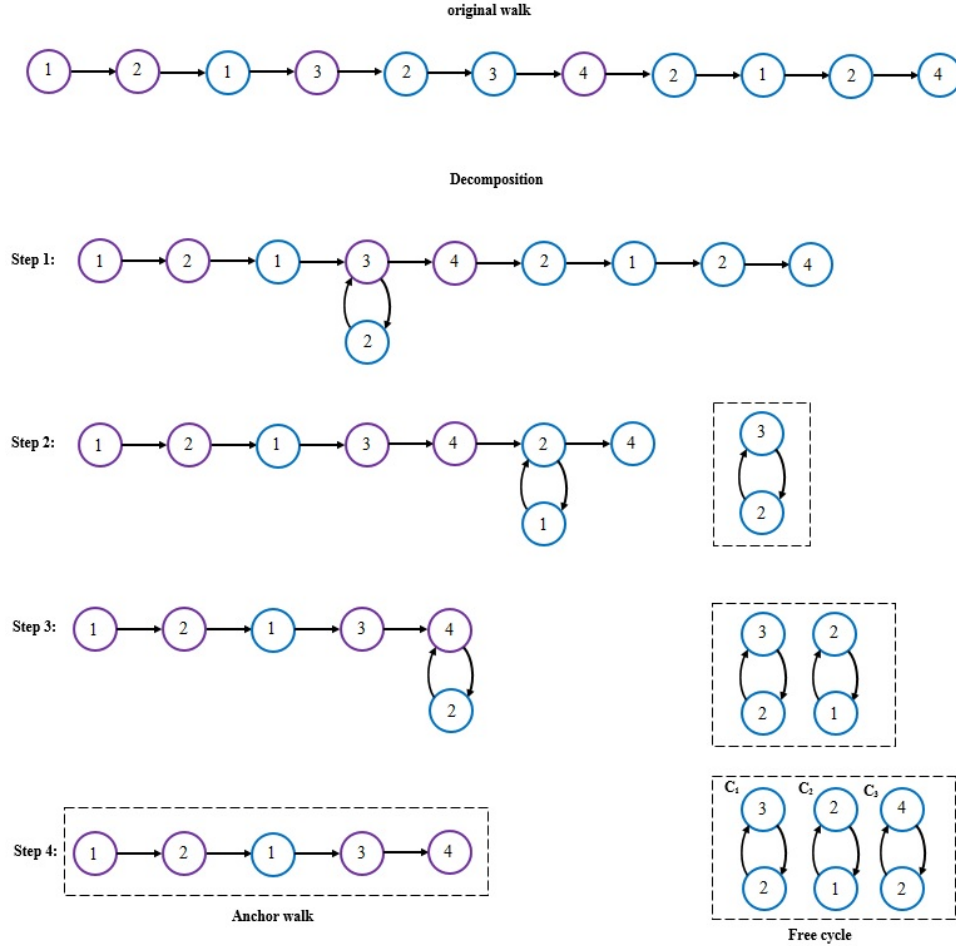 original walk
1 2 1 3 2 3 4 2 1 2 4
Decomposition
Step 1: 1 2 1 3 4 2 1 2 4
2
Step 2: 1 2 1 3 4 2 4 3
1 2
Step 3: 1 2 1 3 4 3 2
2 2 1
C₁ C₂ C₃
3 2 4
Step 4: 1 2 1 3 4
2 1 2
Anchor walk
Free cycle